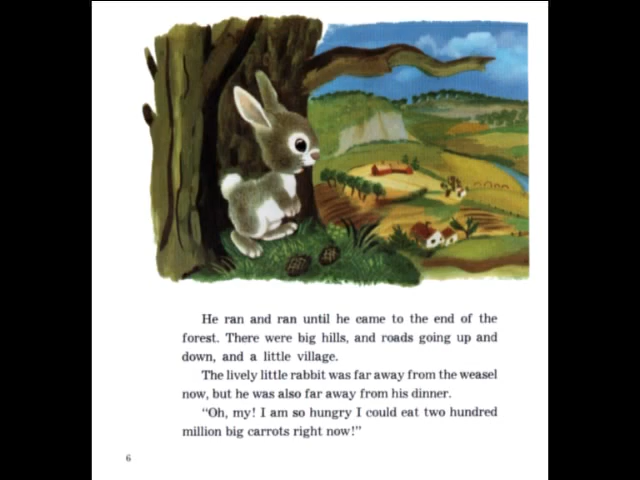 He ran and ran until he came to the end of the
forest. There were big hills, and roads going up and
down, and a little village.
The lively little rabbit was far away from the weasel
now, but he was also far away from his dinner.
“Oh, my! I am so hungry I could eat two hundred
million big carrots right now!”
6